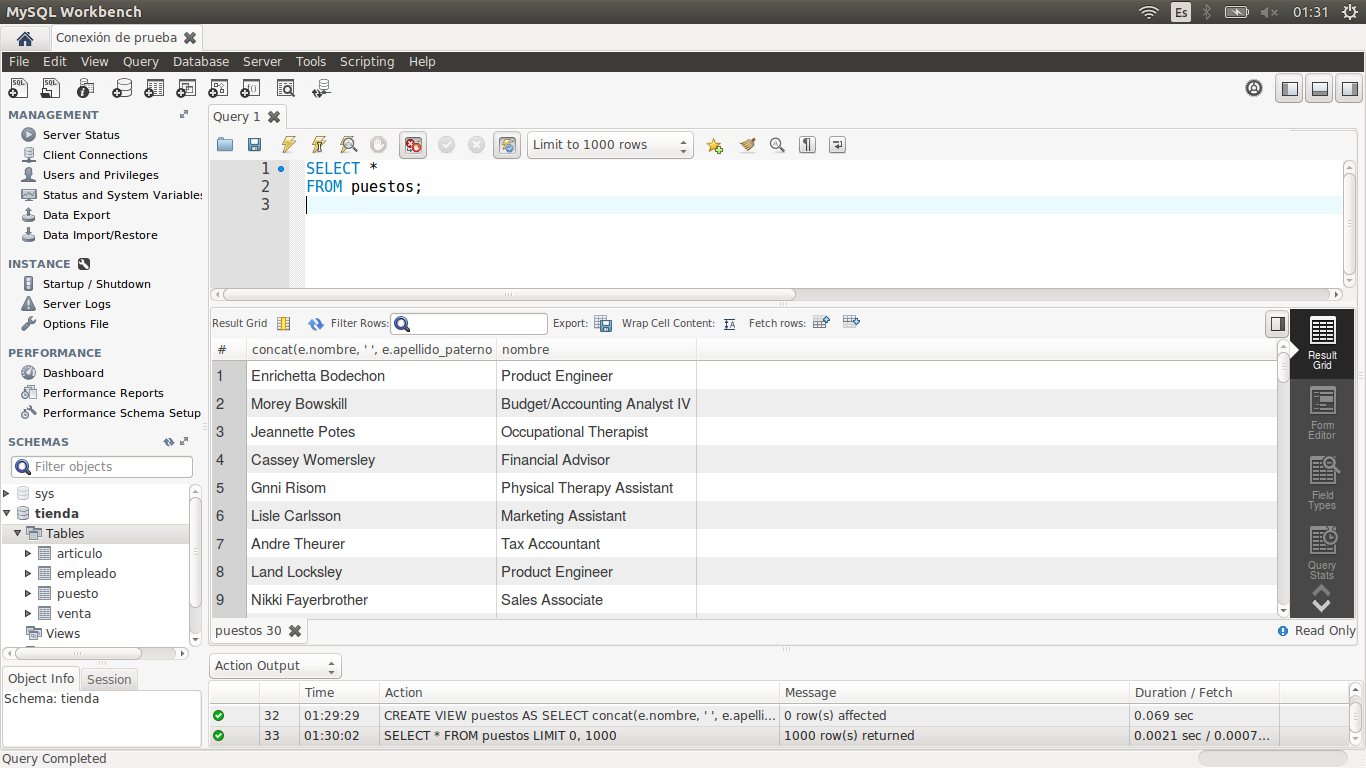 MySQL Workbench
Es
01:31
Conexión de prueba
File Edit View Query Database Server Tools Scripting Help
MANAGEMENT
Server Status
Client Connections
Users and Privileges
Status and System Variables
Data Export
Data Import/Restore
INSTANCE
Startup / Shutdown
Server Logs
Options File
PERFORMANCE
Dashboard
Performance Reports
Performance Schema Setup
SCHEMAS
Filter objects
sys
tienda
Tables
articulo
empleado
puesto
venta
Views
Object Info Session
Schema: tienda
Query 1
Limit to 1000 rows
1 SELECT *
2 FROM puestos;
3
Result Grid Filter Rows: Export: Wrap Cell Content: Fetch rows:
# concat(e.nombre, ' ', e.apellido_paterno nombre
1 Enrichetta Bodechon Product Engineer
2 Morey Bowskill Budget/Accounting Analyst IV
3 Jeannette Potes Occupational Therapist
4 Cassey Womersley Financial Advisor
5 Gnni Risom Physical Therapy Assistant
6 Lisle Carlsson Marketing Assistant
7 Andre Theurer Tax Accountant
8 Land Locksley Product Engineer
9 Nikki Fayerbrother Sales Associate
Result
Grid
Form
Editor
Field
Types
Query
Stats
puestos 30
Read Only
Action Output
Time Action Message Duration / Fetch
32 01:29:29 CREATE VIEW puestos AS SELECT concat(e.nombre, ' ', e.apelli... 0 row(s) affected 0.069 sec
33 01:30:02 SELECT * FROM puestos LIMIT 0, 1000 1000 row(s) returned 0.0021 sec / 0.0007...
Query Completed